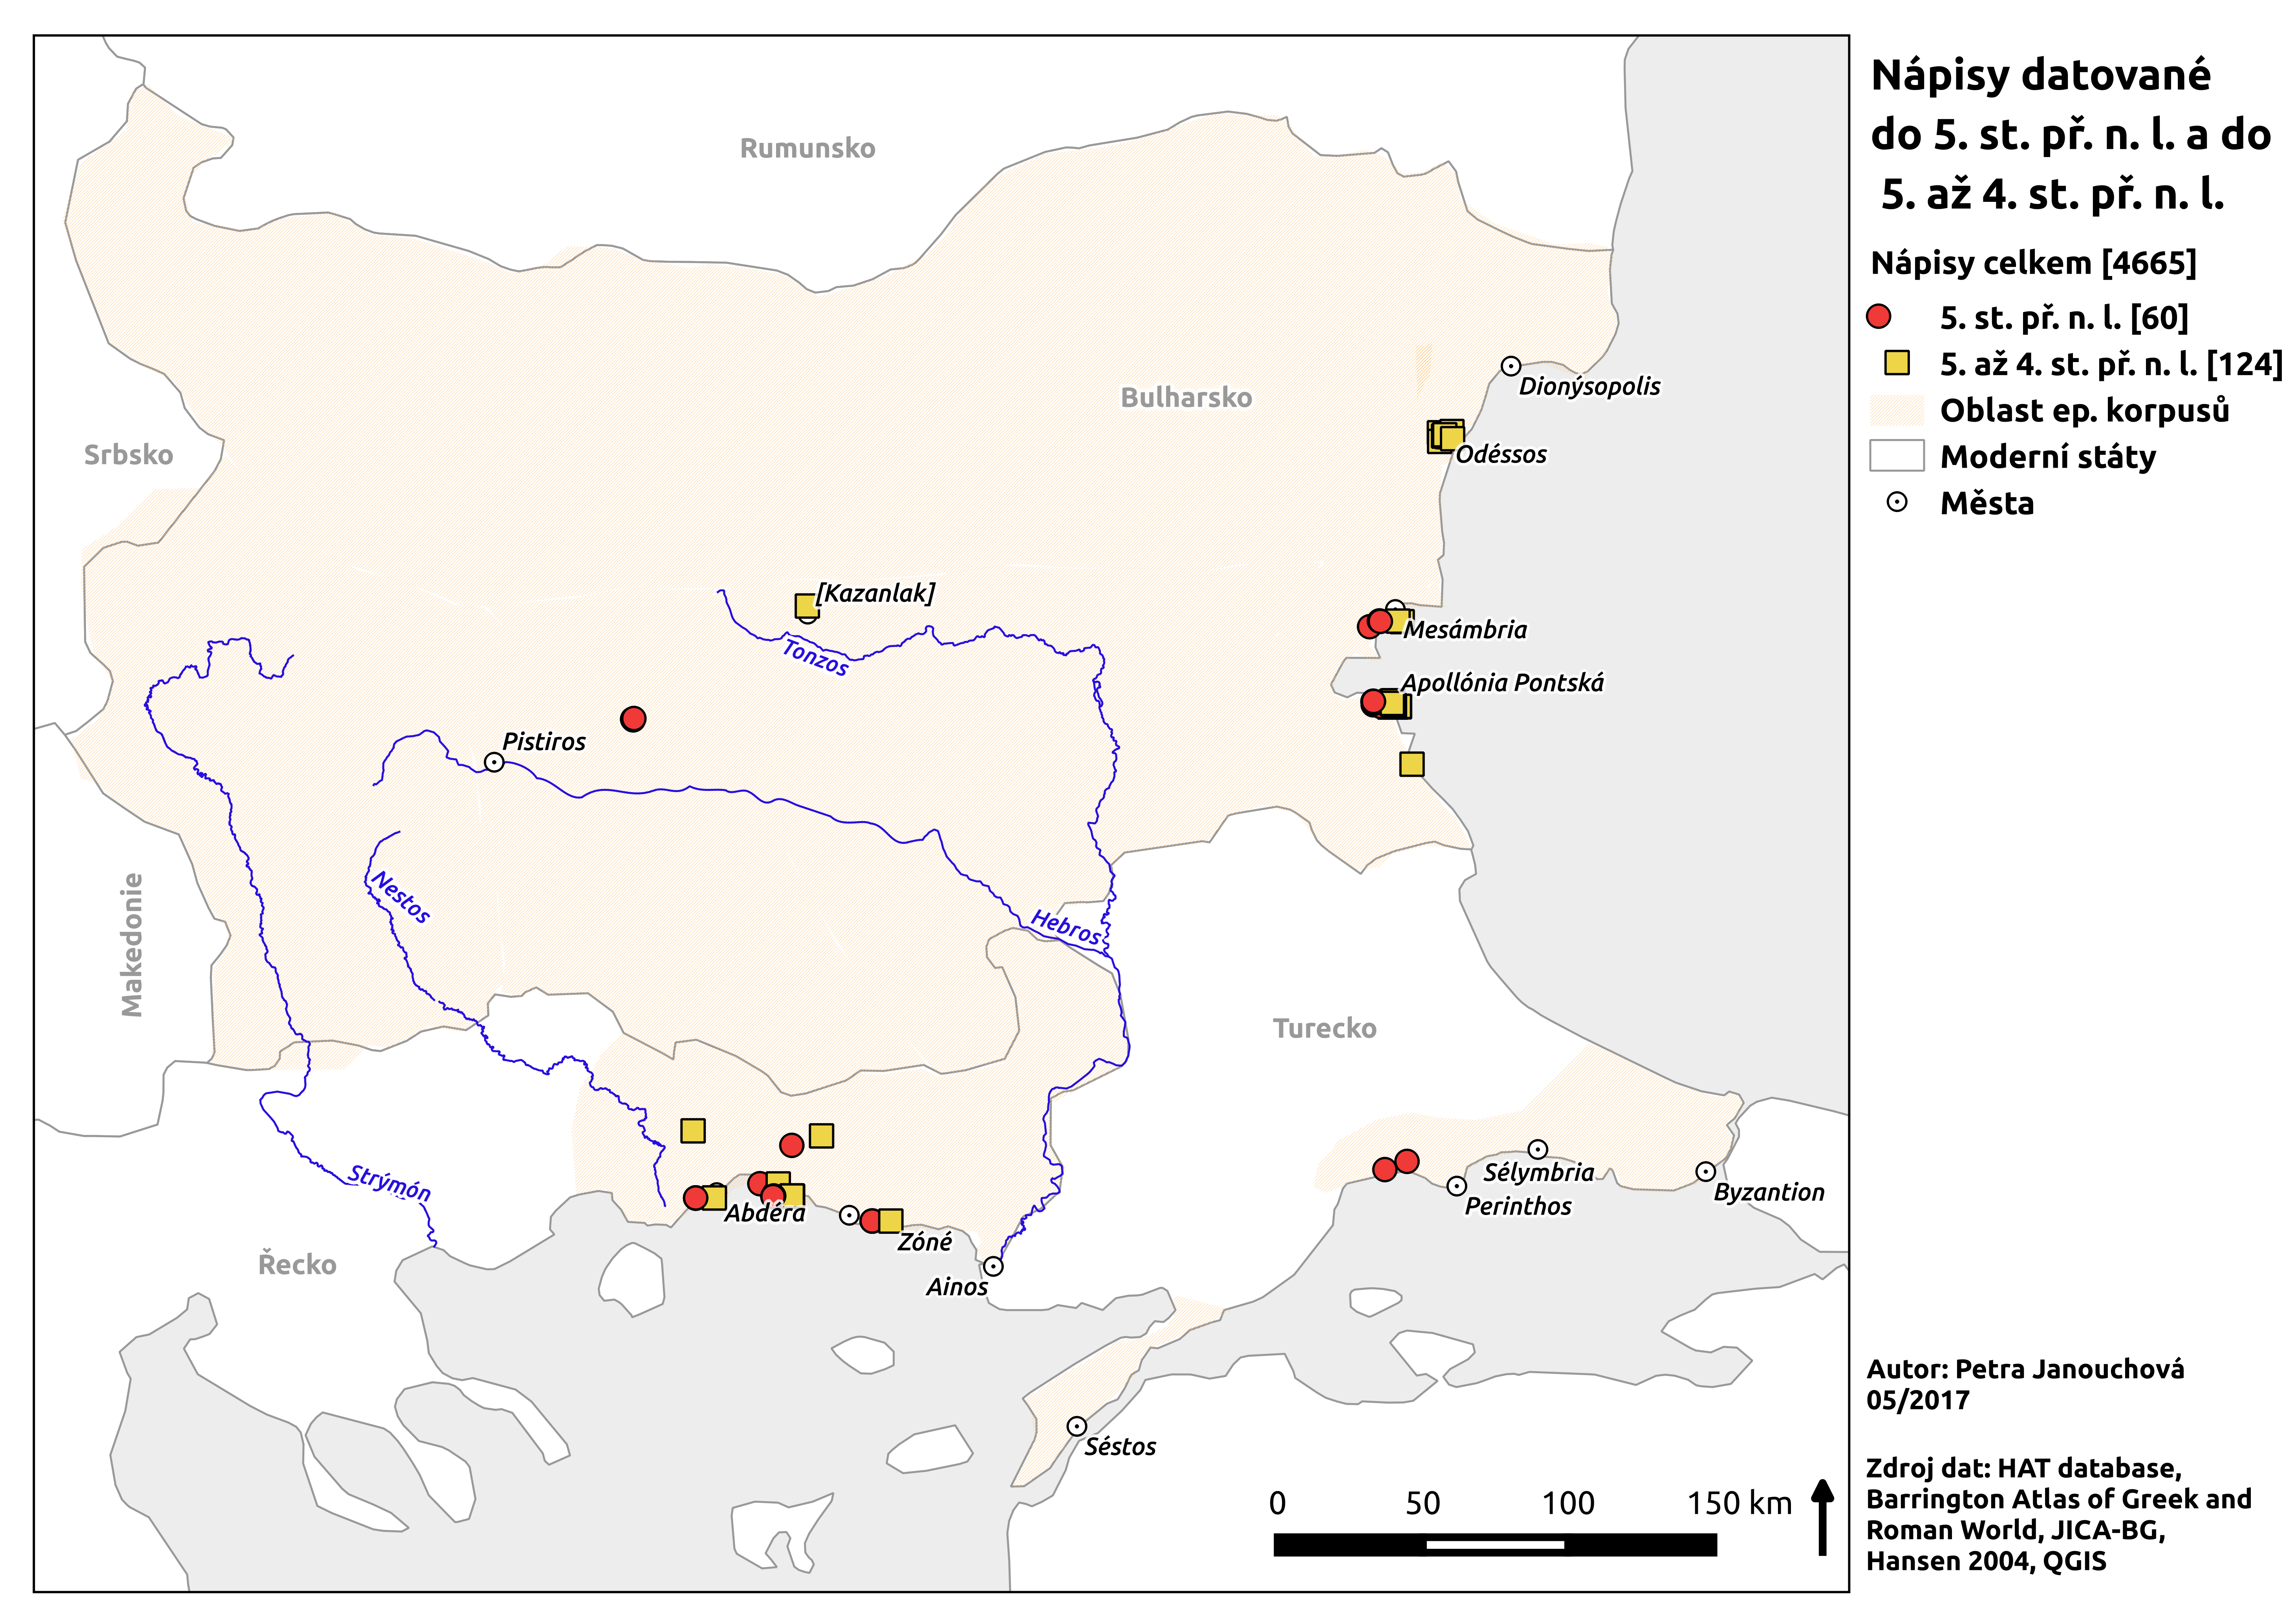 Nápisy datované
do 5. st. př. n. l. a do
5. až 4. st. př. n. l.
Nápisy celkem [4665]
5. st. př. n. l. [60]
5. až 4. st. př. n. l. [124]
Oblast ep. korpusů
Moderní státy
Města
Rumunsko
Bulharsko
Srbsko
Dionýsopolis
Odéssos
[Kazanlak]
Tonzos
Mesámbria
Apollónia Pontská
Pistiros
Nestos
Makedonie
Hebros
Turecko
Strýmón
Abdéra
Zóné
Ainos
Řecko
Sélymbria
Perinthos
Byzantion
Séstos
0 50 100 150 km
Autor: Petra Janouchová
05/2017
Zdroj dat: HAT database,
Barrington Atlas of Greek and
Roman World, JICA-BG,
Hansen 2004, QGIS